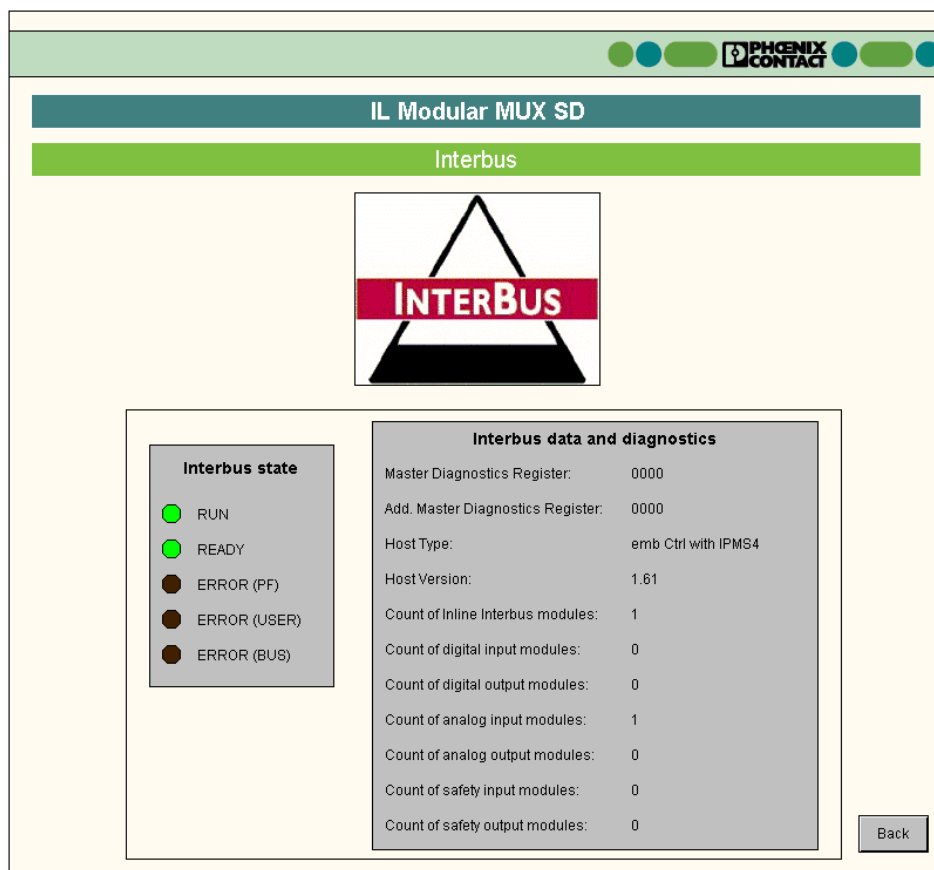 PHŒNIX
CONTACT
IL Modular MUX SD
Interbus
INTERBUS
Interbus state
RUN
READY
ERROR (PF)
ERROR (USER)
ERROR (BUS)
Interbus data and diagnostics
Master Diagnostics Register: 0000
Add. Master Diagnostics Register: 0000
Host Type: emb Ctrl with IPMS4
Host Version: 1.61
Count of Inline Interbus modules: 1
Count of digital input modules: 0
Count of digital output modules: 0
Count of analog input modules: 1
Count of analog output modules: 0
Count of safety input modules: 0
Count of safety output modules: 0
Back